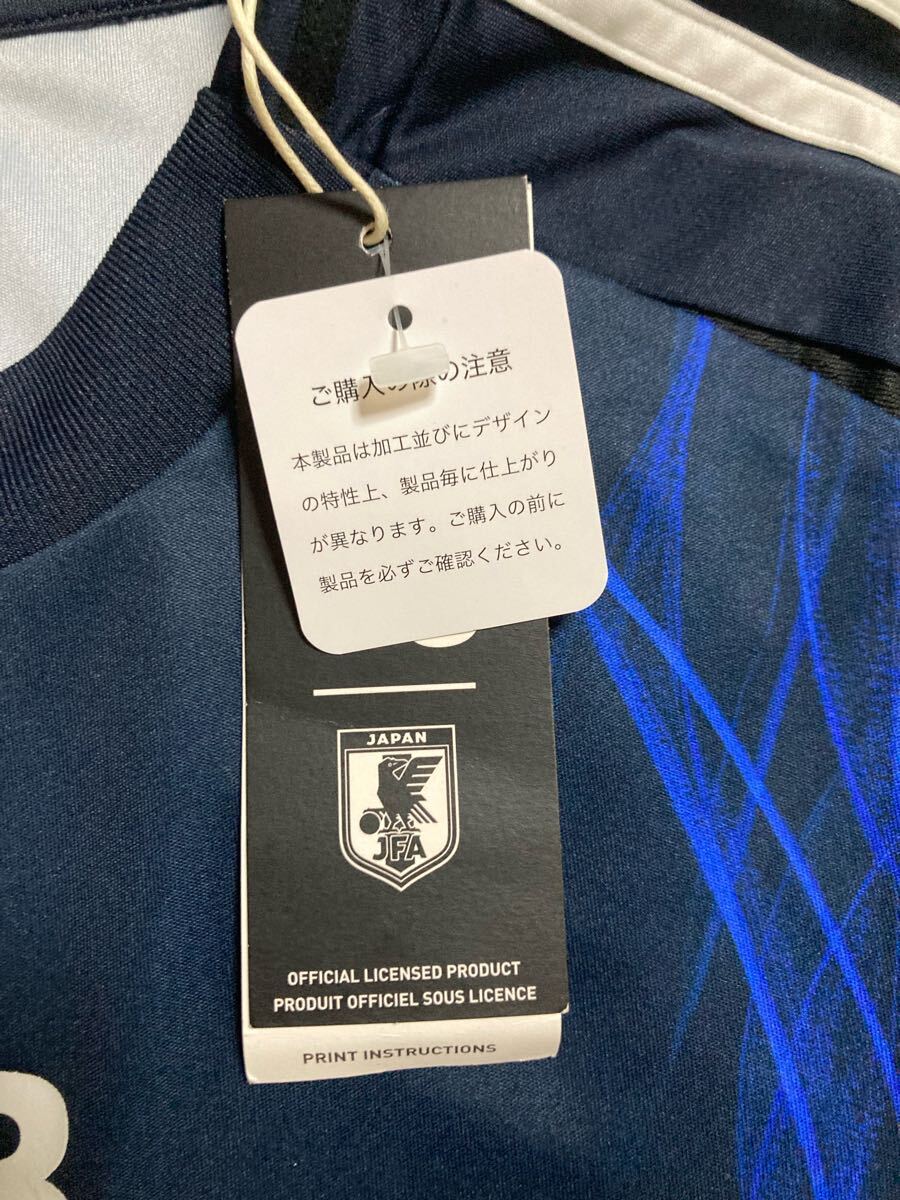 ご購入の際の注意
本製品は加工並びにデザイン
の特性上、製品毎に仕上がり
が異なります。ご購入の前に
製品を必ずご確認ください。
JAPAN
JFA
OFFICIAL LICENSED PRODUCT
PRODUIT OFFICIEL SOUS LICENCE
PRINT INSTRUCTIONS